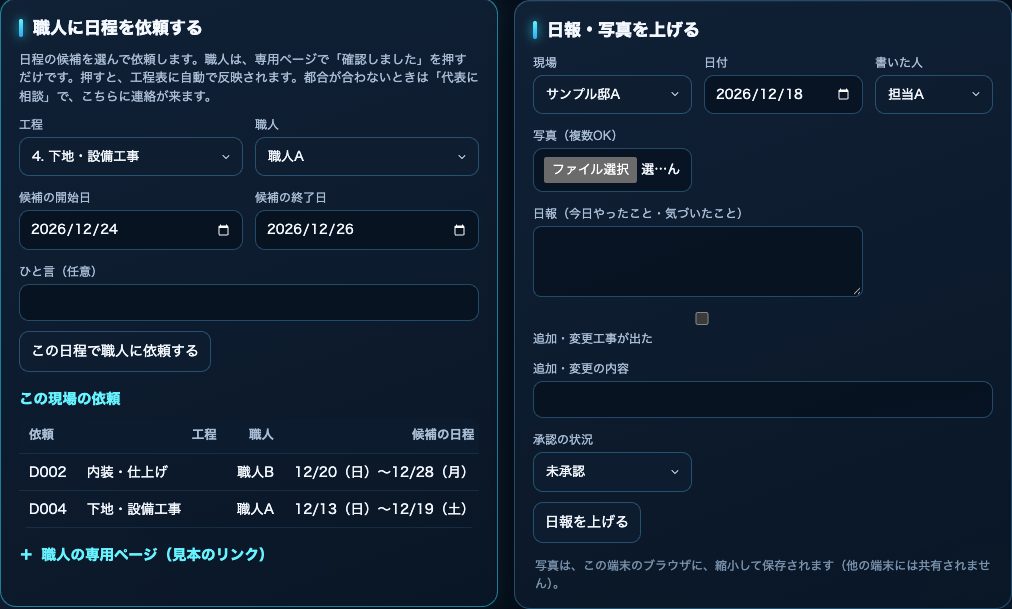 職人に日程を依頼する
日程の候補を選んで依頼します。職人は、専用ページで「確認しました」を押す
だけです。押すと、工程表に自動で反映されます。都合が合わないときは「代表に
相談」で、こちらに連絡が来ます。
工程 職人
4. 下地・設備工事 職人A
候補の開始日 候補の終了日
2026/12/24 2026/12/26
ひと言（任意）
この日程で職人に依頼する
この現場の依頼
依頼 工程 職人 候補の日程
D002 内装・仕上げ 職人B 12/20（日）〜12/28（月）
D004 下地・設備工事 職人A 12/13（日）〜12/19（土）
+ 職人の専用ページ（見本のリンク）
日報・写真を上げる
現場 日付 書いた人
サンプル邸A 2026/12/18 担当A
写真（複数OK）
ファイル選択 選…ん
日報（今日やったこと・気づいたこと）
追加・変更工事が出た
追加・変更の内容
承認の状況
未承認
日報を上げる
写真は、この端末のブラウザに、縮小して保存されます（他の端末には共有されませ
ん）。